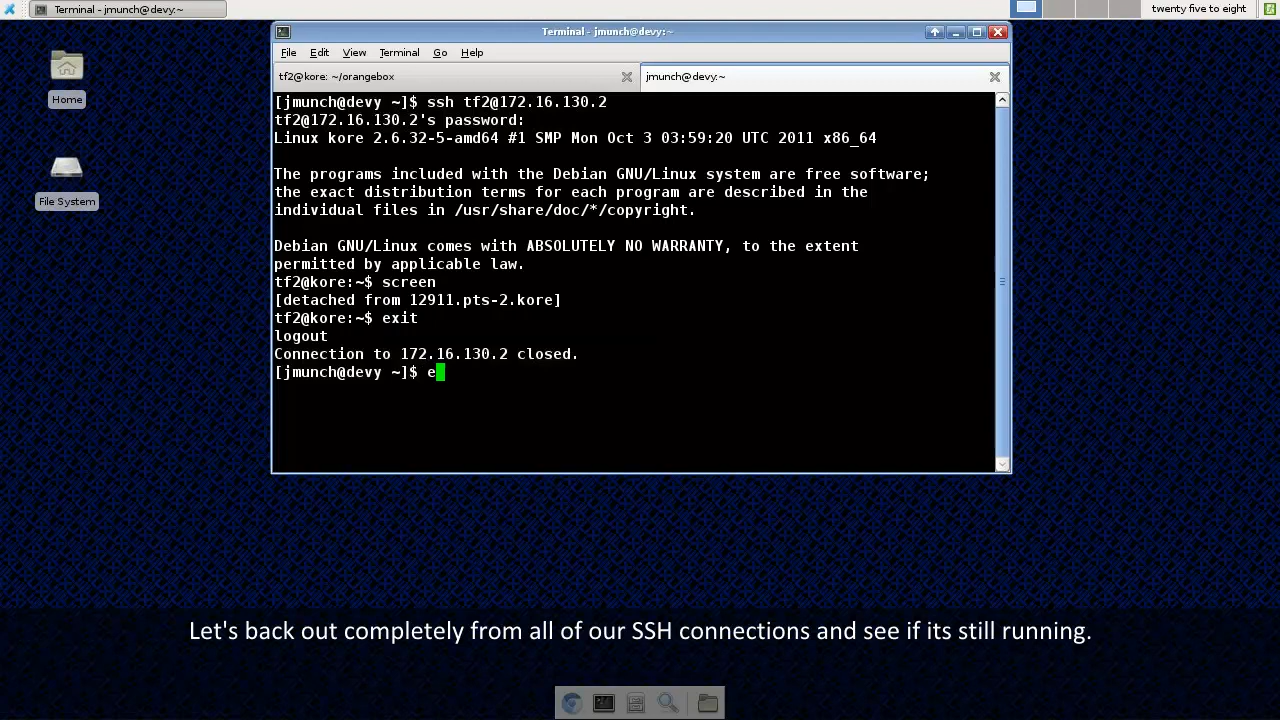 Terminal - jmunch@devy:~
twenty five to eight
Terminal - jmunch@devy:~
File Edit View Terminal Go Help
tf2@kore: ~/orangebox
jmunch@devy:~
Home
File System
[jmunch@devy ~]$ ssh tf2@172.16.130.2
tf2@172.16.130.2's password:
Linux kore 2.6.32-5-amd64 #1 SMP Mon Oct 3 03:59:20 UTC 2011 x86_64
The programs included with the Debian GNU/Linux system are free software;
the exact distribution terms for each program are described in the
individual files in /usr/share/doc/*/copyright.
Debian GNU/Linux comes with ABSOLUTELY NO WARRANTY, to the extent
permitted by applicable law.
tf2@kore:~$ screen
[detached from 12911.pts-2.kore]
tf2@kore:~$ exit
logout
Connection to 172.16.130.2 closed.
[jmunch@devy ~]$ e
Let's back out completely from all of our SSH connections and see if its still running.